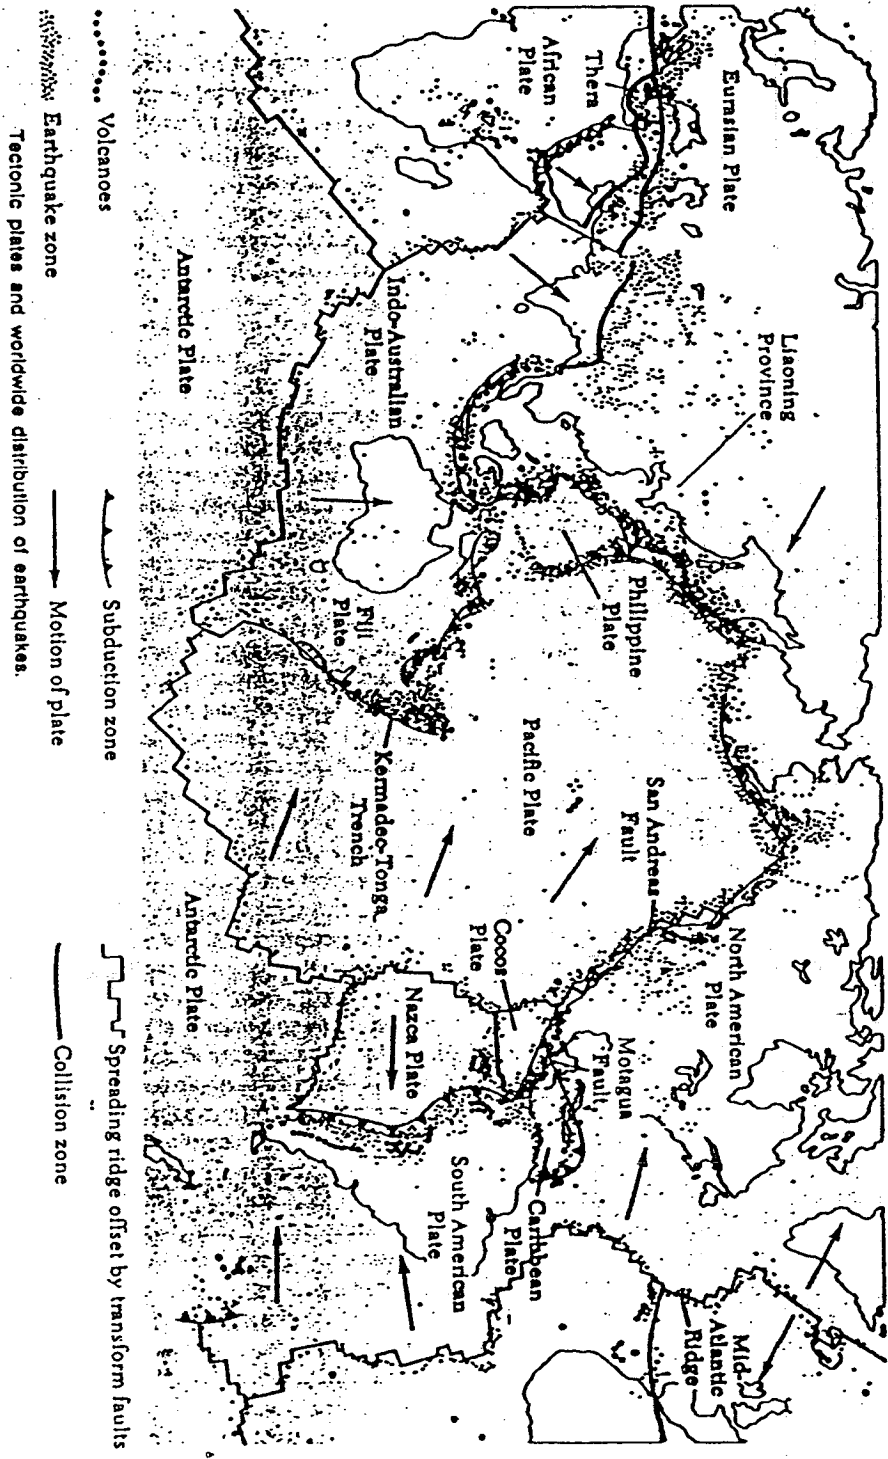 Eurasian Plate
Thera
African
Plate
Liaoning
Province
Indo-Australian
Plate
Antarctic Plate
Philippine
Plate
Fiji
Plate
Pacific Plate
Kermadec-Tonga
Trench
San Andreas
Fault
North American
Plate
Cocos
Plate
Nazca Plate
Motagua
Fault
Caribbean
Plate
South American
Plate
Antarctic Plate
Mid-
Atlantic
Ridge
Volcanoes
Subduction zone
Spreading ridge offset by transform faults
Earthquake zone
Motion of plate
Collision zone
Tectonic plates and worldwide distribution of earthquakes.